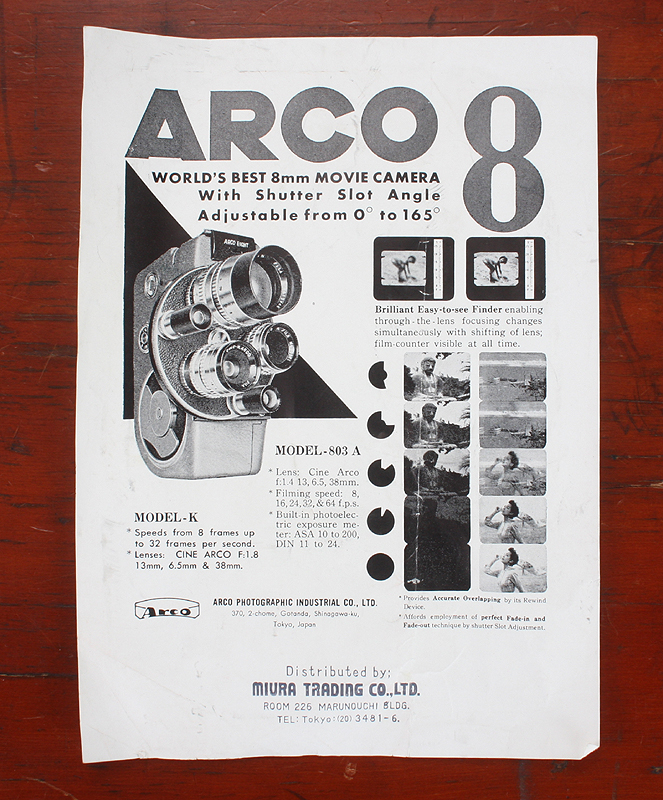 ARCO 8
WORLD'S BEST 8mm MOVIE CAMERA
With Shutter Slot Angle
Adjustable from 0° to 165°
ARCO EIGHT
Brilliant Easy-to-see Finder enabling
through-the-lens focusing changes
simultaneously with shifting of lens;
film-counter visible at all time.
MODEL-803 A
* Lens: Cine Arco
f:1.4 13, 6.5, 38mm.
* Filming speed: 8,
16, 24, 32, & 64 f.p.s.
* Built-in photoelec-
tric exposure me-
ter: ASA 10 to 200,
DIN 11 to 24.
MODEL-K
* Speeds from 8 frames up
to 32 frames per second.
* Lenses: CINE ARCO F:1.8
13mm, 6.5mm & 38mm.
* Provides Accurate Overlapping by its Rewind
Device.
* Affords employment of perfect Fade-in and
Fade-out technique by shutter Slot Adjustment.
Arco
ARCO PHOTOGRAPHIC INDUSTRIAL CO., LTD.
370, 2-chome, Gotanda, Shinagawa-ku,
Tokyo, Japan
Distributed by:
MIURA TRADING CO.,LTD.
ROOM 226 MARUNOUCHI BLDG.
TEL: Tokyo: (20) 3481-6.